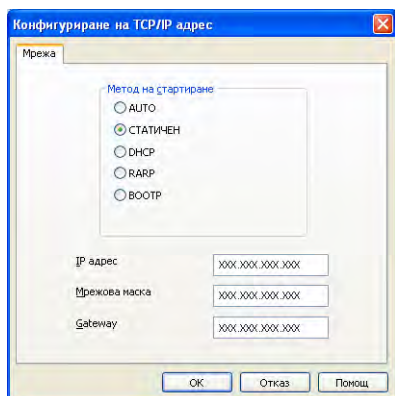 Конфигуриране на TCP/IP адрес
Мрежа
Метод на стартиране
AUTO
СТАТИЧЕН
DHCP
RARP
BOOTP
IP адрес XXX.XXX.XXX.XXX
Мрежова маска XXX.XXX.XXX.XXX
Gateway XXX.XXX.XXX.XXX
OK Отказ Помощ